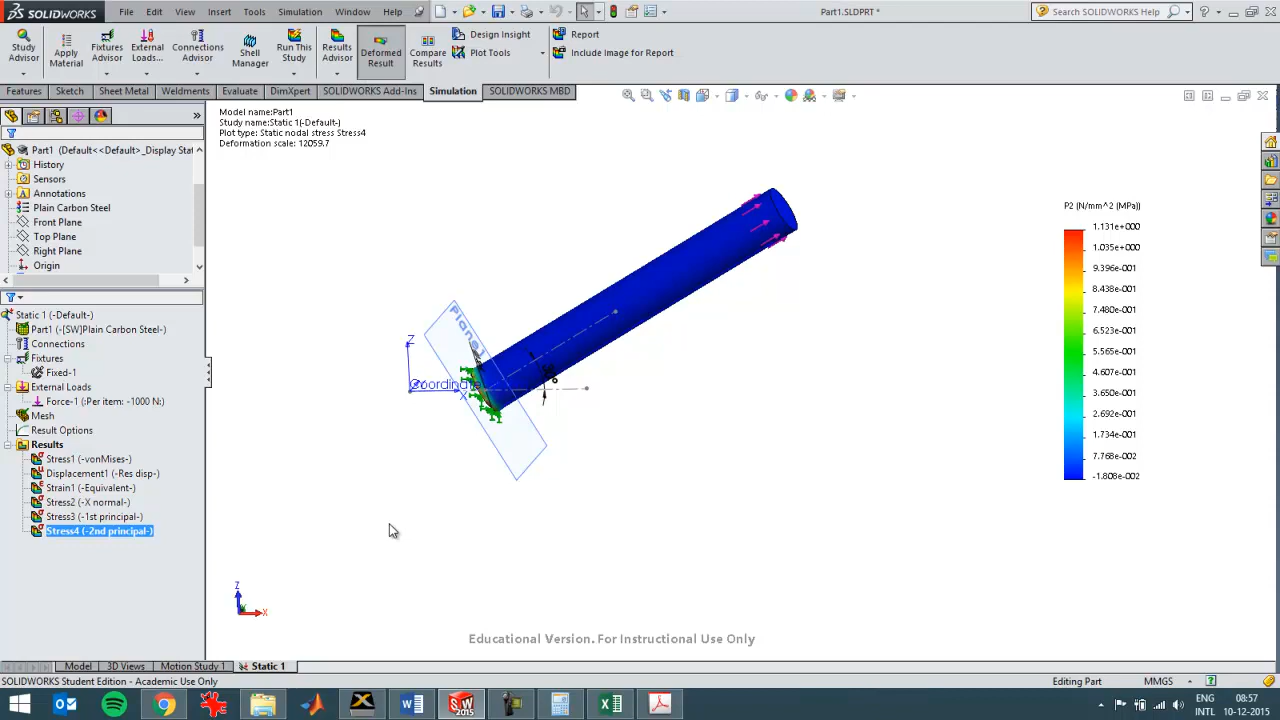 SOLIDWORKS
File Edit View Insert Tools Simulation Window Help
Part1.SLDPRT *
Search SOLIDWORKS Help
Study Advisor
Apply Material
Fixtures Advisor
External Loads...
Connections Advisor
Shell Manager
Run This Study
Results Advisor
Deformed Result
Compare Results
Design Insight
Plot Tools
Report
Include Image for Report
Features Sketch Sheet Metal Weldments Evaluate DimXpert SOLIDWORKS Add-Ins Simulation SOLIDWORKS MBD
Model name:Part1
Study name:Static 1(-Default-)
Plot type: Static nodal stress Stress4
Deformation scale: 12059.7
Part1 (Default<<Default>_Display Stat
History
Sensors
Annotations
Plain Carbon Steel
Front Plane
Top Plane
Right Plane
Origin
Static 1 (-Default-)
Part1 (-[SW]Plain Carbon Steel-)
Connections
Fixtures
Fixed-1
External Loads
Force-1 (:Per item: -1000 N:)
Mesh
Result Options
Results
Stress1 (-vonMises-)
Displacement1 (-Res disp-)
Strain1 (-Equivalent-)
Stress2 (-X normal-)
Stress3 (-1st principal-)
Stress4 (-2nd principal-)
Plane1
Z
Coordinate
X
P2 (N/mm^2 (MPa))
1.131e+000
1.035e+000
9.396e-001
8.438e-001
7.480e-001
6.523e-001
5.565e-001
4.607e-001
3.650e-001
2.692e-001
1.734e-001
7.768e-002
-1.808e-002
Z
X
Educational Version. For Instructional Use Only
Model 3D Views Motion Study 1 Static 1
SOLIDWORKS Student Edition - Academic Use Only
Editing Part
MMGS
W
SW
2015
ENG
INTL
08:57
10-12-2015